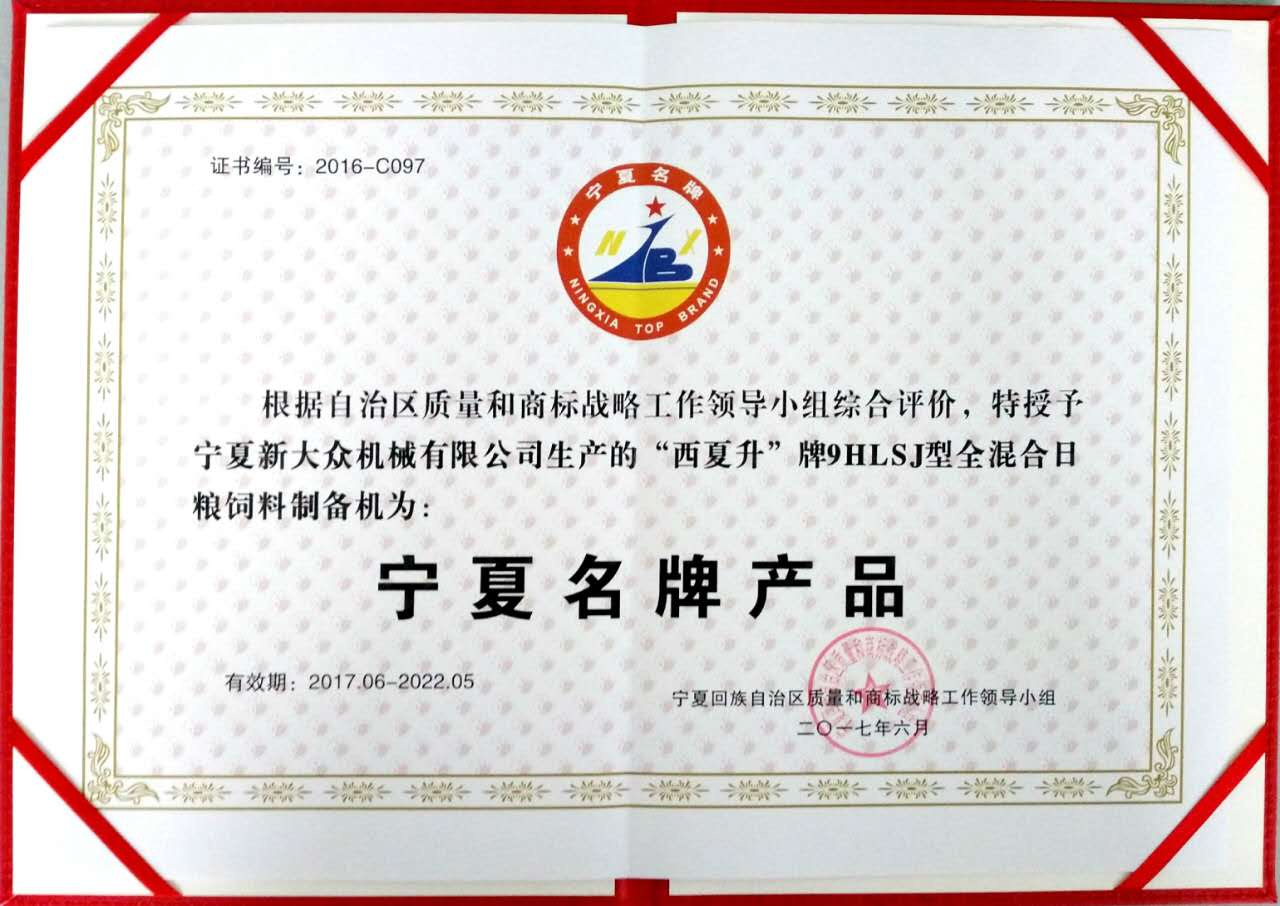 证书编号：2016-C097
宁夏名牌
N B X
NINGXIA TOP BRAND
根据自治区质量和商标战略工作领导小组综合评价，特授予
宁夏新大众机械有限公司生产的“西夏升”牌9HLSJ型全混合日
粮饲料制备机为：
宁夏名牌产品
有效期：2017.06-2022.05
宁夏回族自治区质量和商标战略工作领导小组
二〇一七年六月